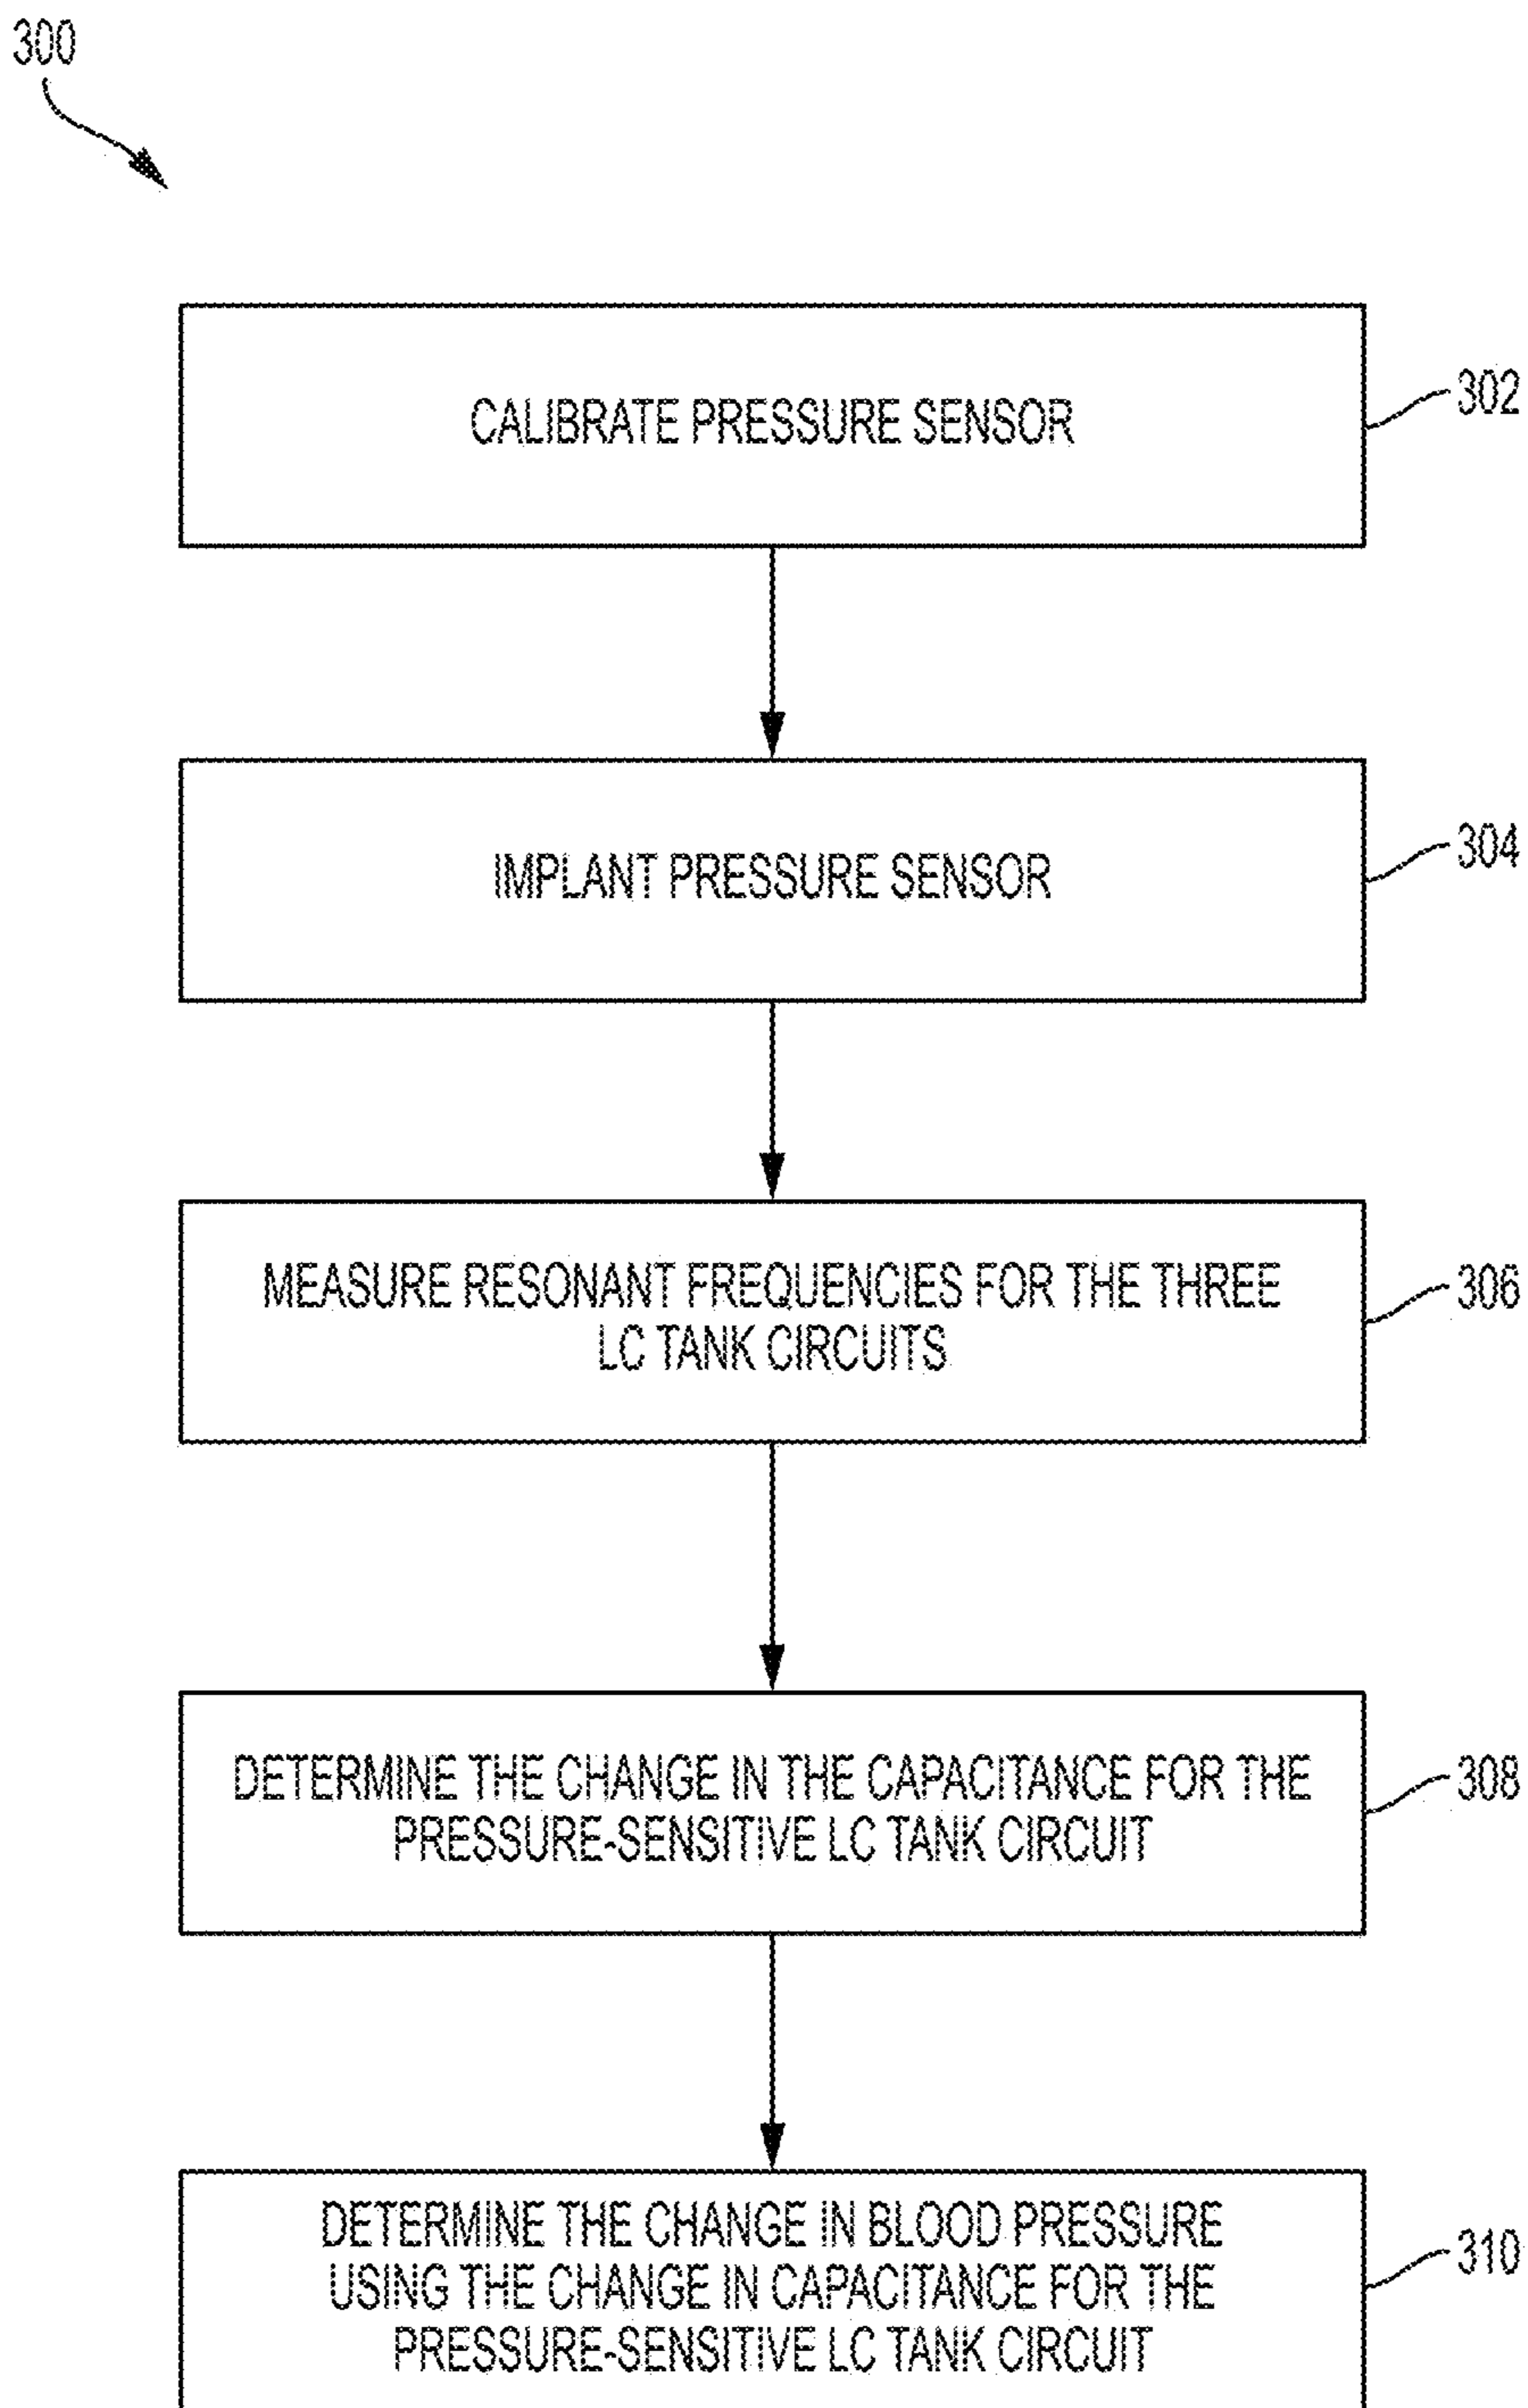 300
CALIBRATE PRESSURE SENSOR
302
IMPLANT PRESSURE SENSOR
304
MEASURE RESONANT FREQUENCIES FOR THE THREE
LC TANK CIRCUITS
306
DETERMINE THE CHANGE IN THE CAPACITANCE FOR THE
PRESSURE-SENSITIVE LC TANK CIRCUIT
308
DETERMINE THE CHANGE IN BLOOD PRESSURE
USING THE CHANGE IN CAPACITANCE FOR THE
PRESSURE-SENSITIVE LC TANK CIRCUIT
310